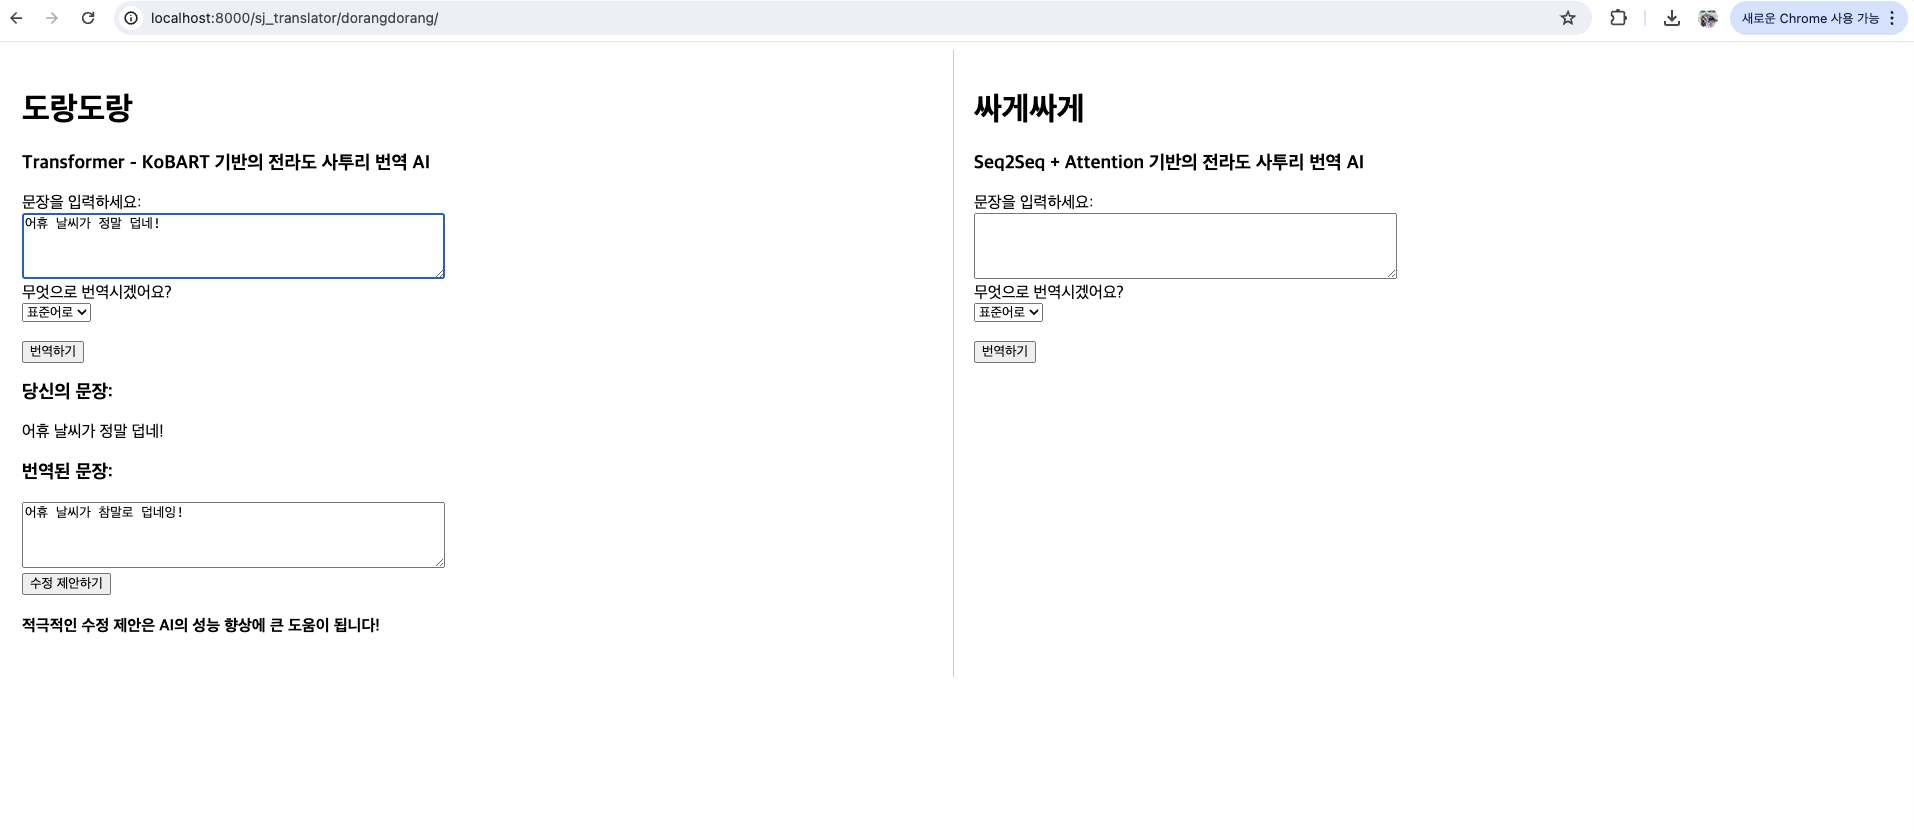 localhost:8000/sj_translator/dorangdorang/
새로운 Chrome 사용 가능
도랑도랑
Transformer - KoBART 기반의 전라도 사투리 번역 AI
문장을 입력하세요:
어휴 날씨가 정말 덥네!
무엇으로 번역시겠어요?
표준어로
번역하기
당신의 문장:
어휴 날씨가 정말 덥네!
번역된 문장:
어휴 날씨가 참말로 덥네잉!
수정 제안하기
적극적인 수정 제안은 AI의 성능 향상에 큰 도움이 됩니다!
싸게싸게
Seq2Seq + Attention 기반의 전라도 사투리 번역 AI
문장을 입력하세요:
무엇으로 번역시겠어요?
표준어로
번역하기